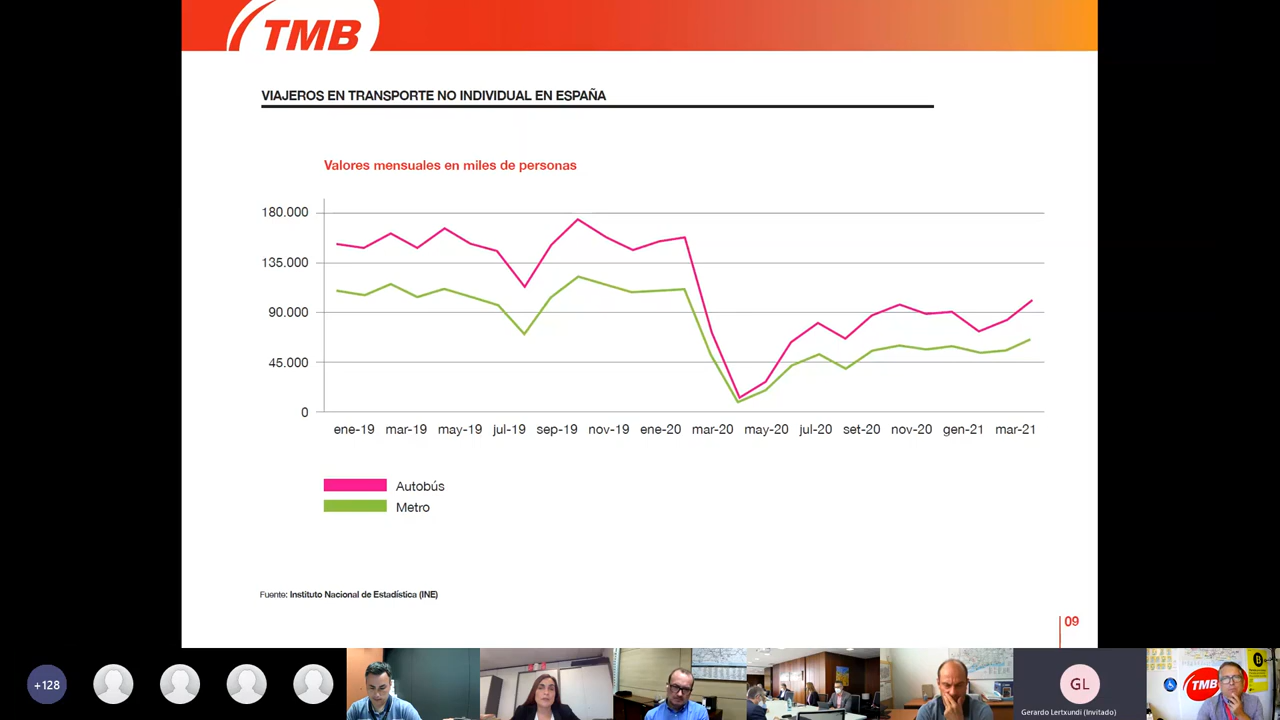 TMB
VIAJEROS EN TRANSPORTE NO INDIVIDUAL EN ESPAÑA
Valores mensuales en miles de personas
180.000
135.000
90.000
45.000
0
ene-19 mar-19 may-19 jul-19 sep-19 nov-19 ene-20 mar-20 may-20 jul-20 set-20 nov-20 gen-21 mar-21
Autobús
Metro
Fuente: Instituto Nacional de Estadística (INE)
09
+128
GL
Gerardo Lertxundi (Invitado)
TMB